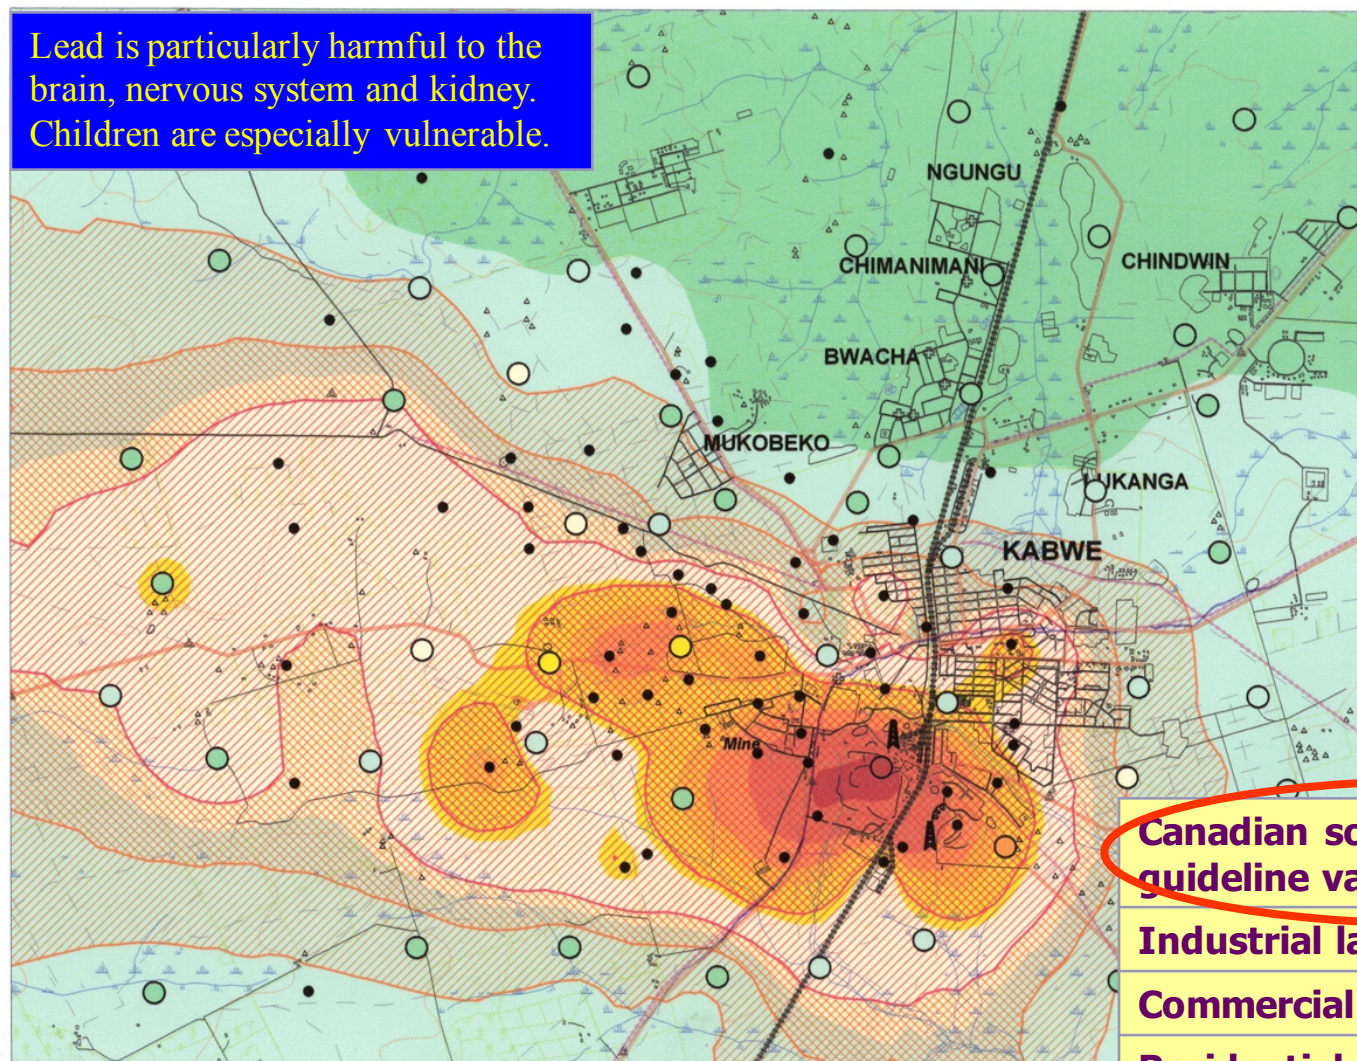 Lead is particularly harmful to the
brain, nervous system and kidney.
Children are especially vulnerable.
NGUNGU
CHIMANIMANI
CHINDWIN
BWACHA
MUKOBEKO
LUKANGA
KABWE
Mine
Canadian so
guideline va
Industrial la
Commercial